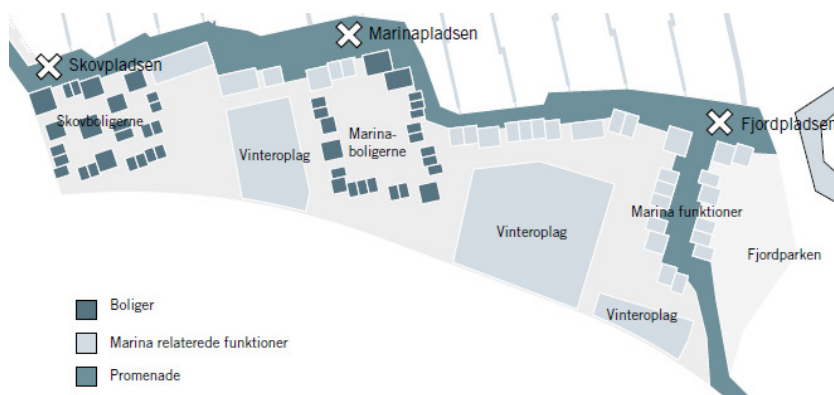 Skovpladsen
Marinapladsen
Fjordpladsen
Skovboligerne
Vinteroplag
Marina-
boligerne
Vinteroplag
Marina funktioner
Fjordparken
Vinteroplag
Boliger
Marina relaterede funktioner
Promenade